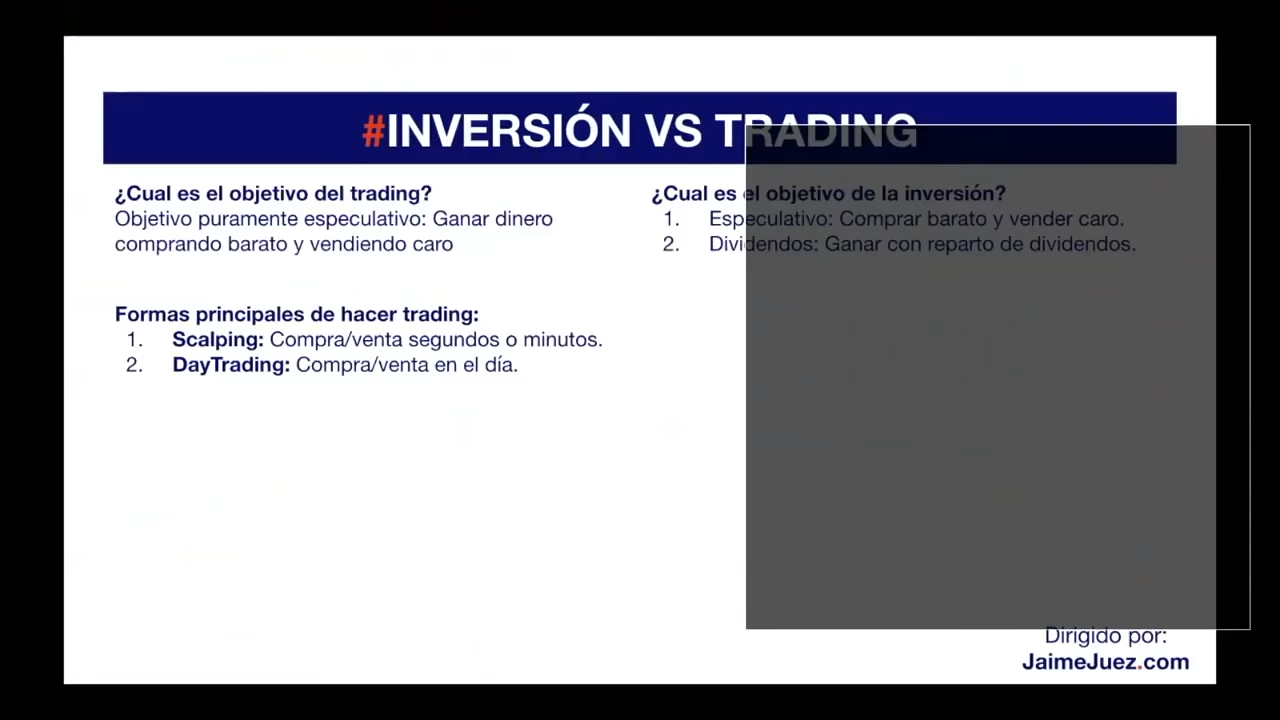 #INVERSIÓN VS TRADING
¿Cual es el objetivo del trading?
Objetivo puramente especulativo: Ganar dinero
comprando barato y vendiendo caro
Formas principales de hacer trading:
1. Scalping: Compra/venta segundos o minutos.
2. DayTrading: Compra/venta en el día.
¿Cual es el objetivo de la inversión?
1. Especulativo: Comprar barato y vender caro.
2. Dividendos: Ganar con reparto de dividendos.
Dirigido por:
JaimeJuez.com